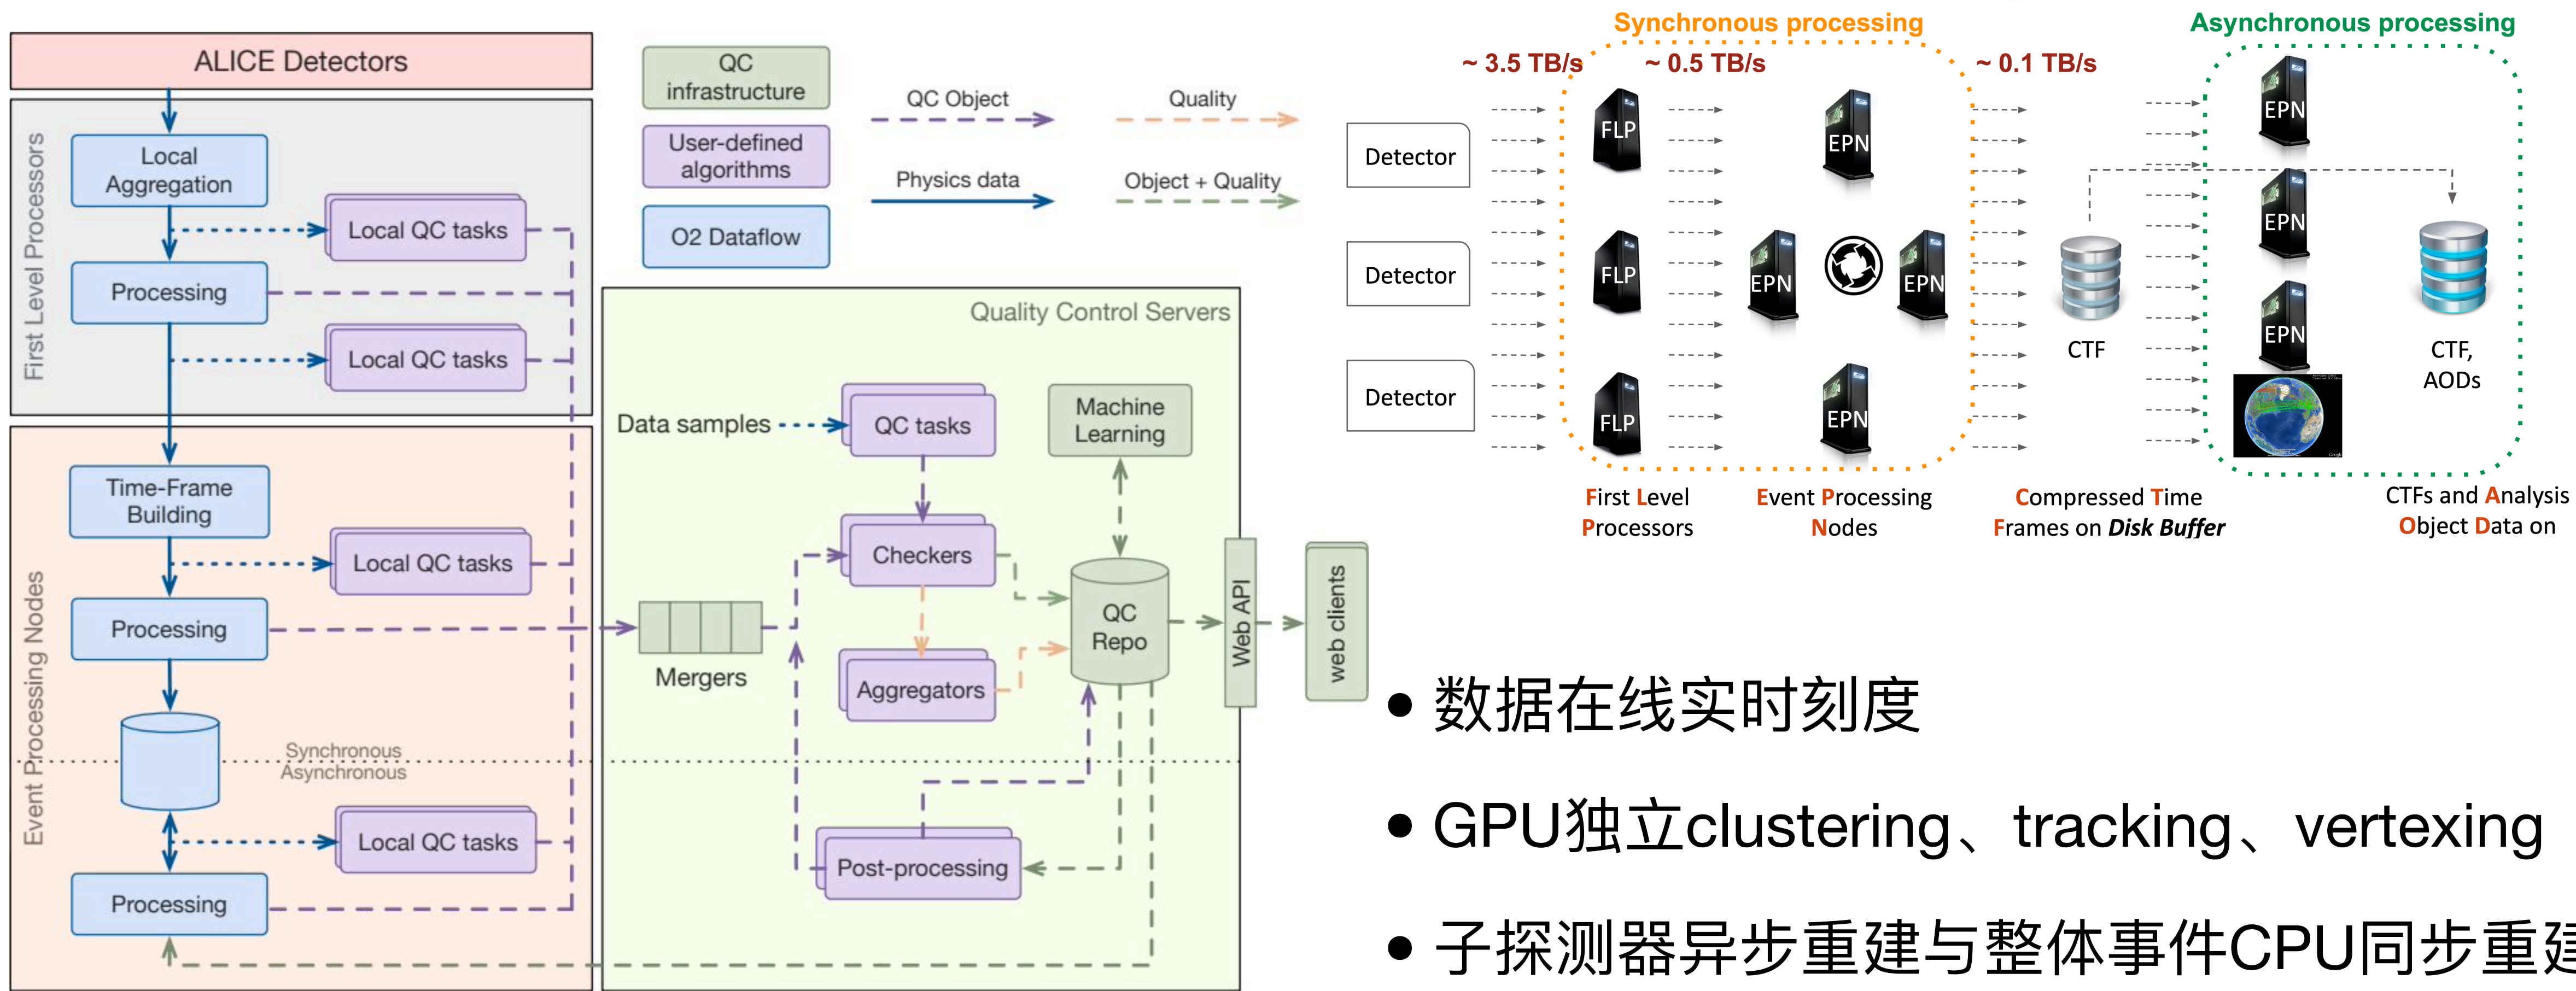 ALICE Detectors
First Level Processors
Local
Aggregation
Local QC tasks
Processing
Local QC tasks
Event Processing Nodes
Time-Frame
Building
Local QC tasks
Processing
Synchronous
Asynchronous
Local QC tasks
Processing
QC
infrastructure
User-defined
algorithms
O2 Dataflow
QC Object
Quality
Physics data
Object + Quality
Quality Control Servers
Data samples
QC tasks
Machine
Learning
Checkers
QC
Repo
Mergers
Aggregators
Web API
web clients
Post-processing
Synchronous processing
Asynchronous processing
~ 3.5 TB/s
~ 0.5 TB/s
~ 0.1 TB/s
Detector
Detector
Detector
FLP
FLP
FLP
EPN
EPN
EPN
EPN
CTF
EPN
EPN
EPN
CTF,
AODs
First Level
Processors
Event Processing
Nodes
Compressed Time
Frames on Disk Buffer
CTFs and Analysis
Object Data on
• 数据在线实时刻度
• GPU独立clustering、tracking、vertexing
• 子探测器异步重建与整体事件CPU同步重建